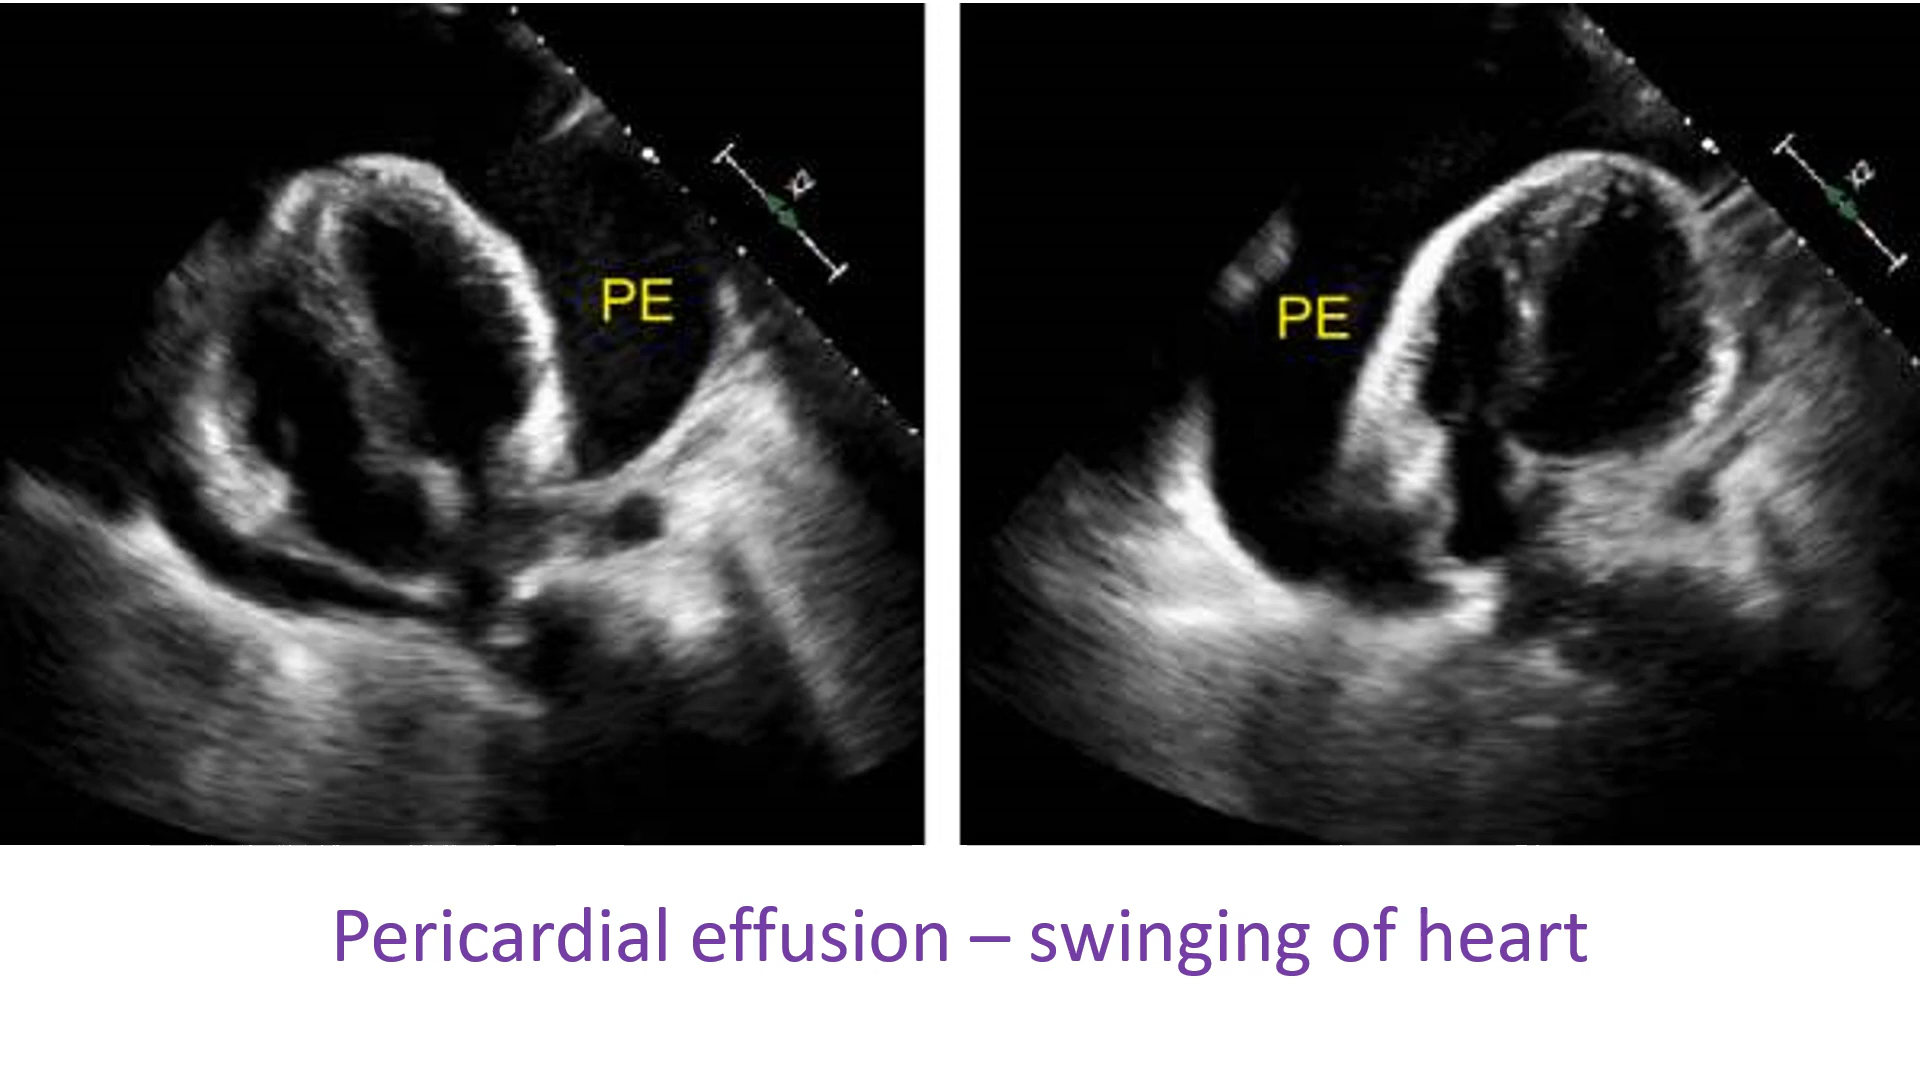 PE
PE
Pericardial effusion – swinging of heart